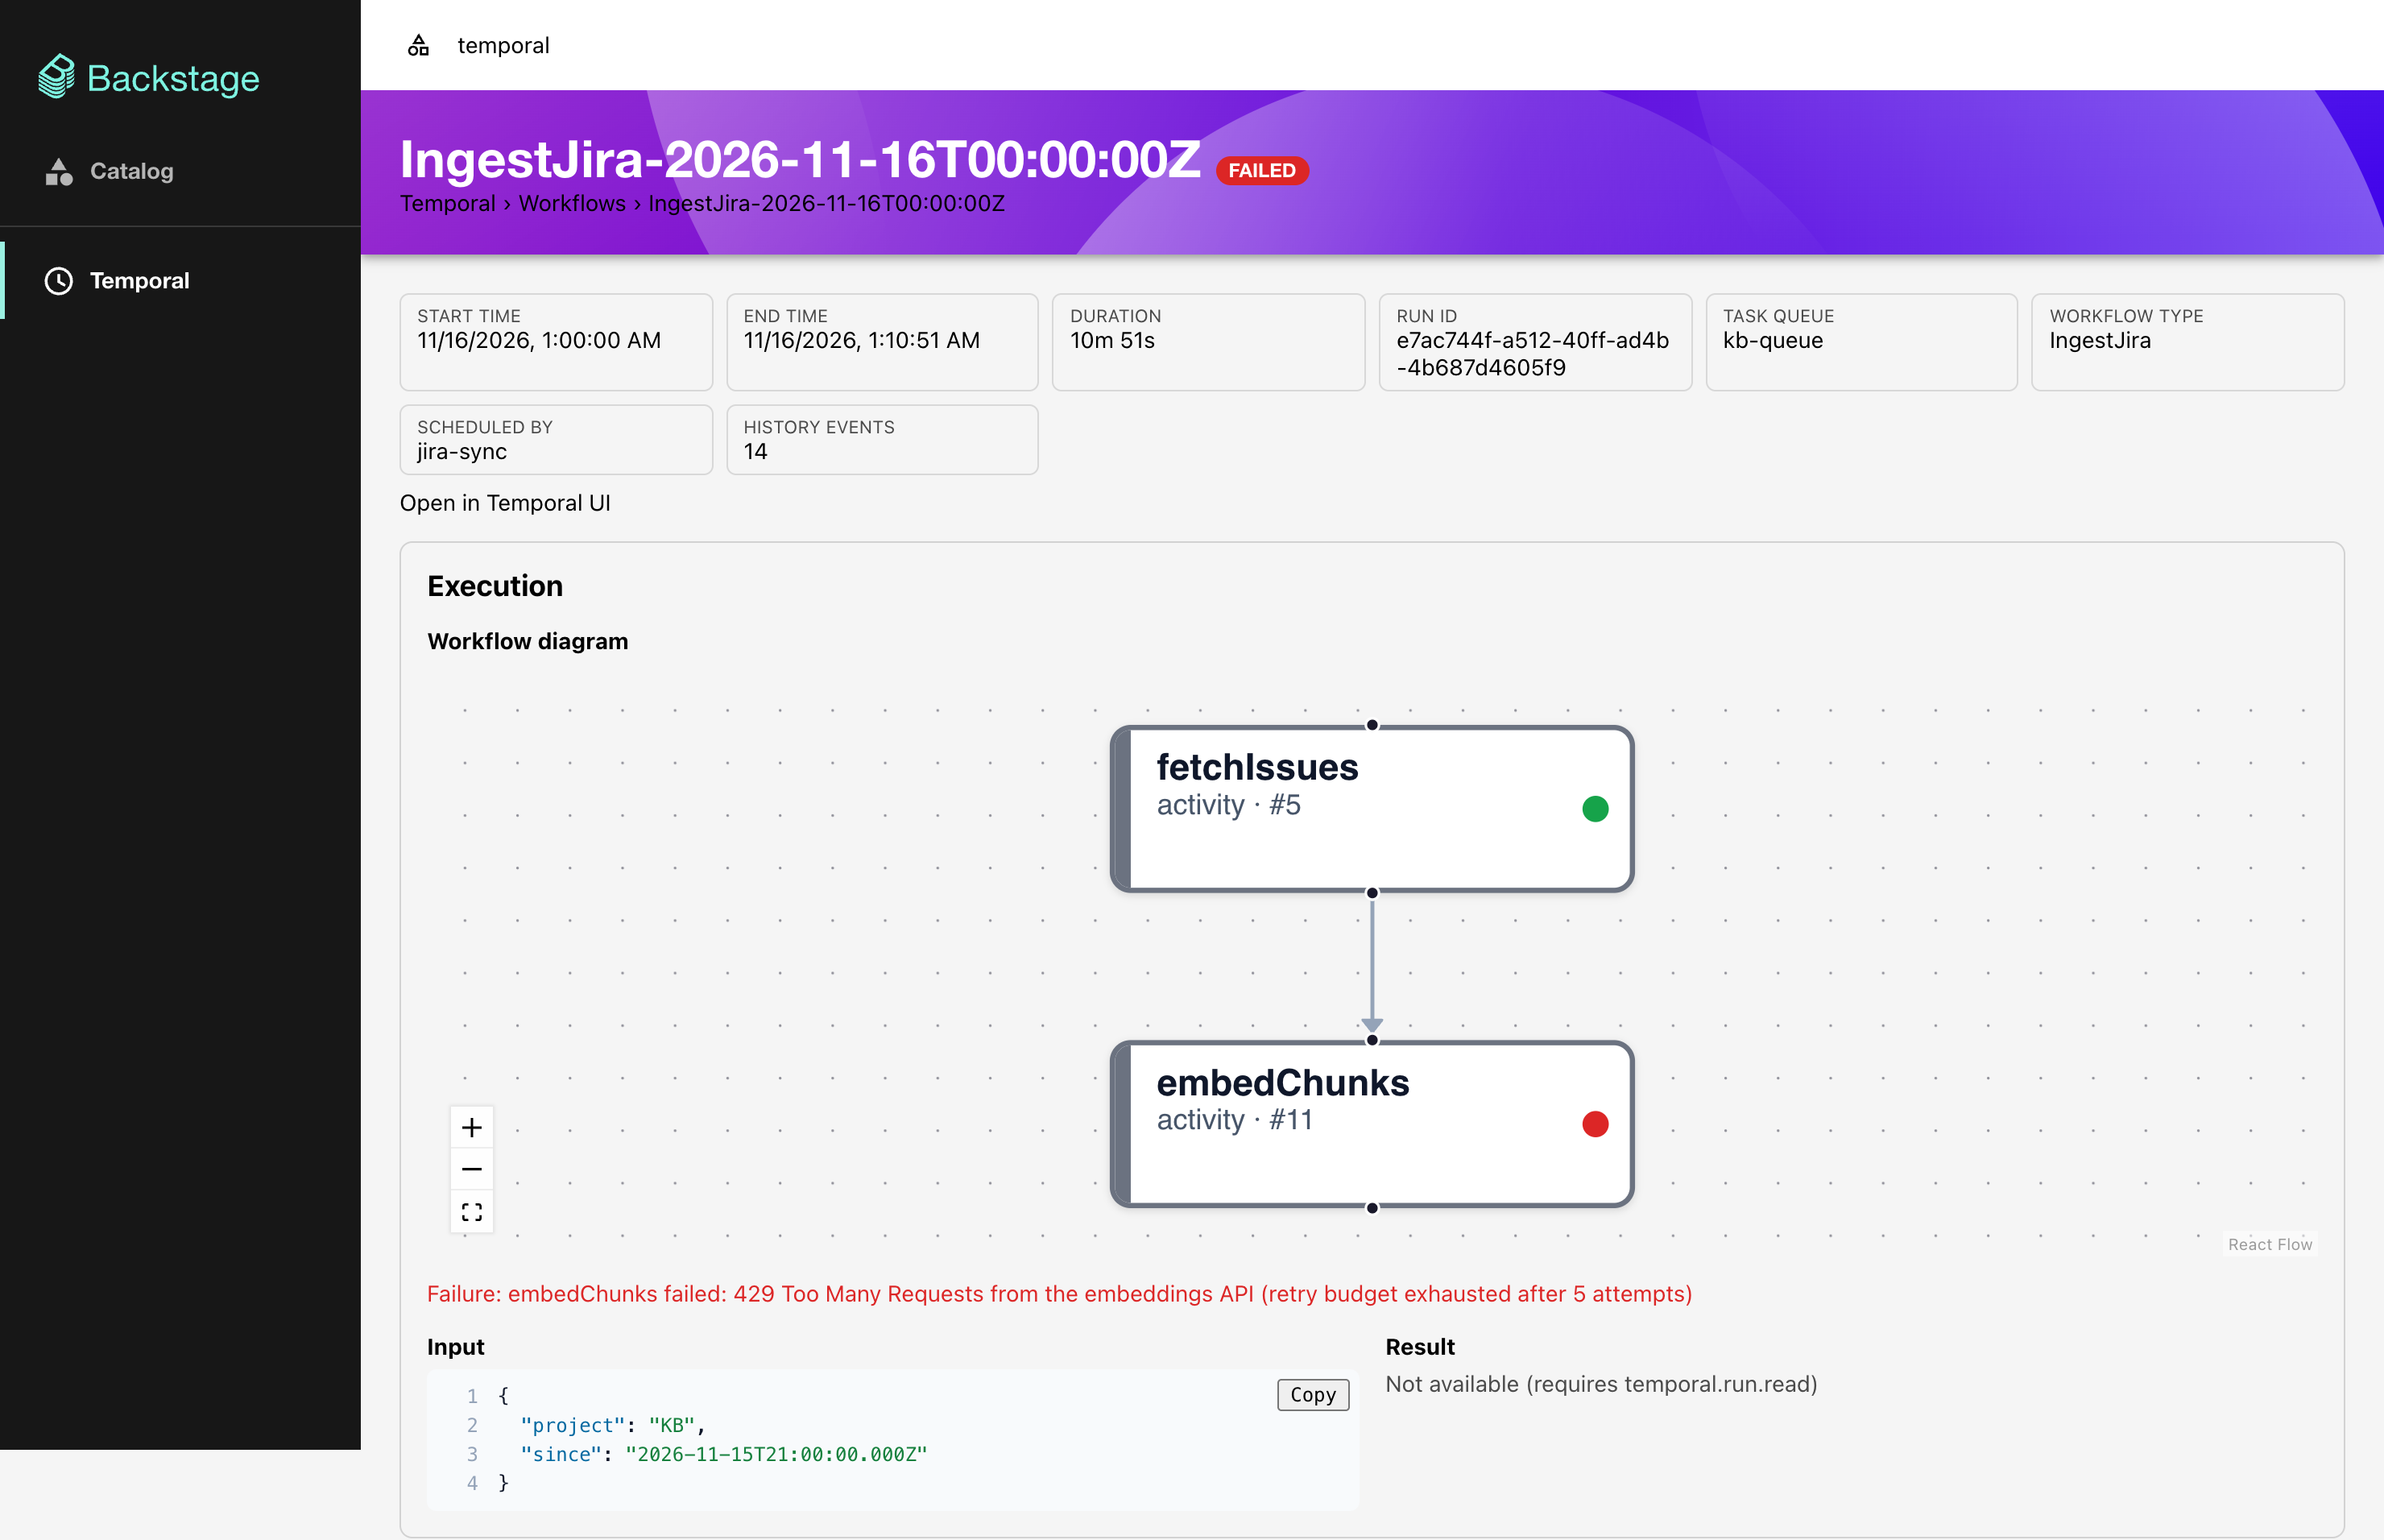 Backstage
Catalog
Temporal
temporal
IngestJira-2026-11-16T00:00:00Z FAILED
Temporal › Workflows › IngestJira-2026-11-16T00:00:00Z
START TIME
11/16/2026, 1:00:00 AM
END TIME
11/16/2026, 1:10:51 AM
DURATION
10m 51s
RUN ID
e7ac744f-a512-40ff-ad4b
-4b687d4605f9
TASK QUEUE
kb-queue
WORKFLOW TYPE
IngestJira
SCHEDULED BY
jira-sync
HISTORY EVENTS
14
Open in Temporal UI
Execution
Workflow diagram
fetchIssues
activity · #5
embedChunks
activity · #11
React Flow
Failure: embedChunks failed: 429 Too Many Requests from the embeddings API (retry budget exhausted after 5 attempts)
Input
Copy
1 {
2 "project": "KB",
3 "since": "2026-11-15T21:00:00.000Z"
4 }
Result
Not available (requires temporal.run.read)